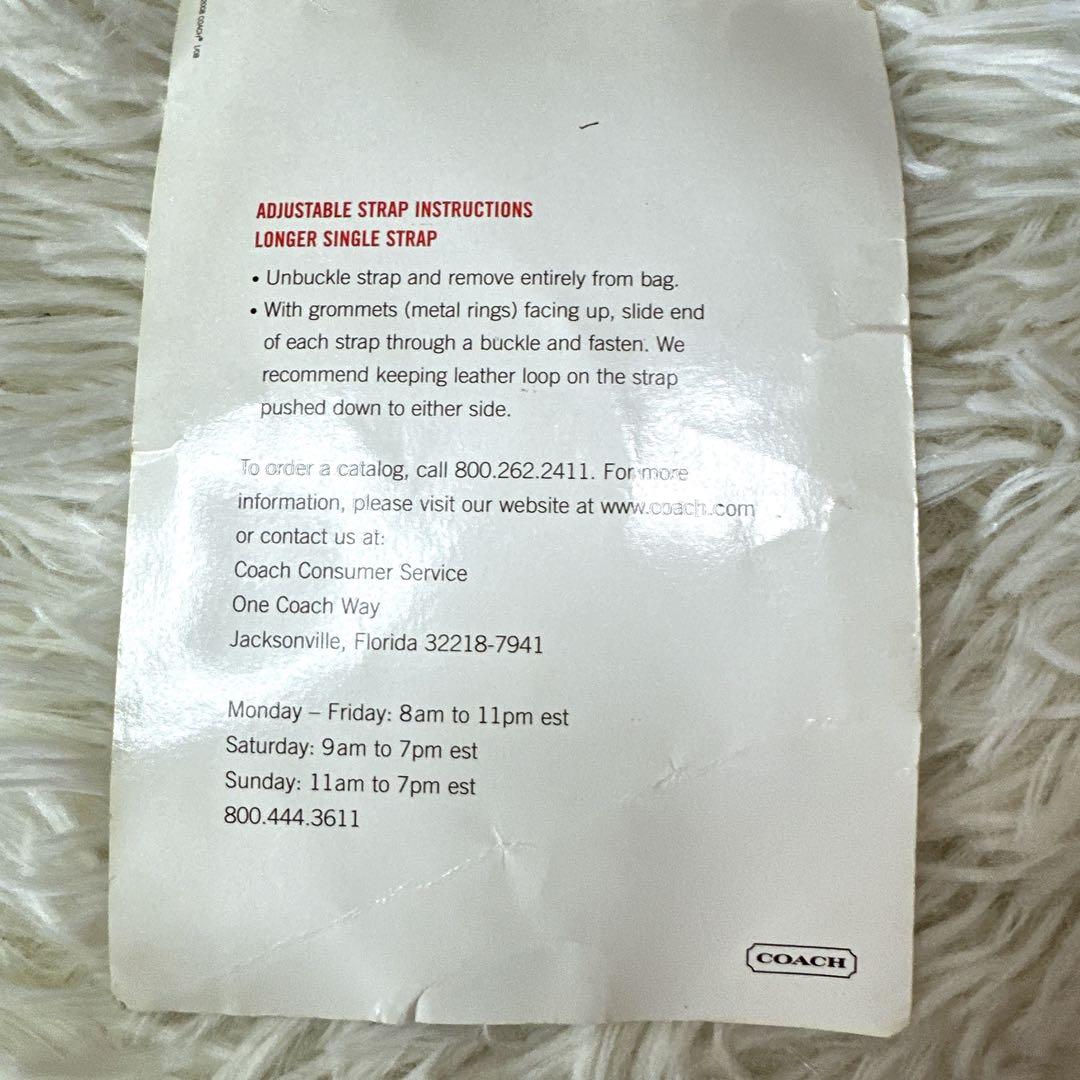 ADJUSTABLE STRAP INSTRUCTIONS
LONGER SINGLE STRAP
• Unbuckle strap and remove entirely from bag.
• With grommets (metal rings) facing up, slide end
of each strap through a buckle and fasten. We
recommend keeping leather loop on the strap
pushed down to either side.
To order a catalog, call 800.262.2411. For more
information, please visit our website at www.coach.com
or contact us at:
Coach Consumer Service
One Coach Way
Jacksonville, Florida 32218-7941
Monday – Friday: 8am to 11pm est
Saturday: 9am to 7pm est
Sunday: 11am to 7pm est
800.444.3611
COACH